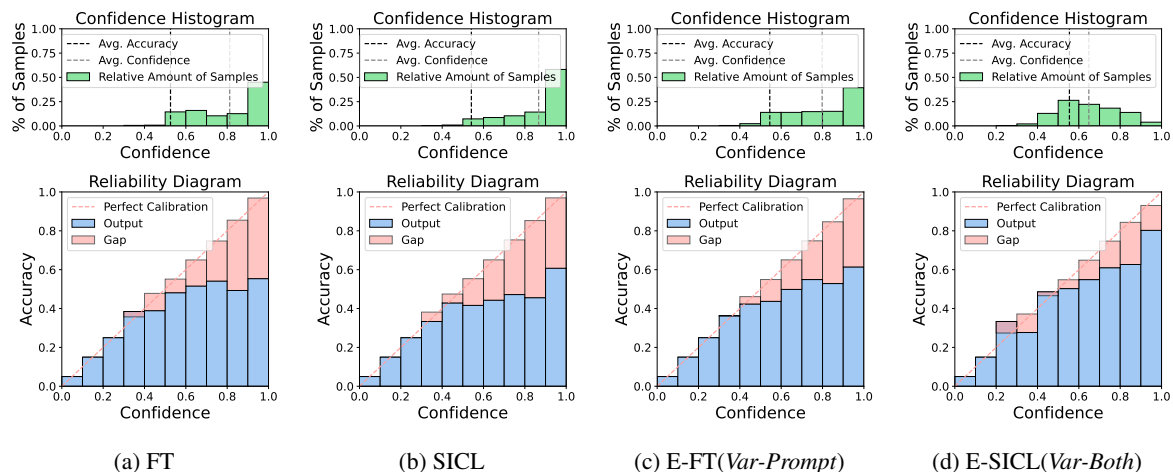 Confidence Histogram
1.00
0.75
0.50
0.25
0.00
% of Samples
Avg. Accuracy
Avg. Confidence
Relative Amount of Samples
0.0 0.2 0.4 0.6 0.8 1.0
Confidence
Reliability Diagram
1.0
0.8
0.6
0.4
0.2
0.0
Accuracy
Perfect Calibration
Output
Gap
0.0 0.2 0.4 0.6 0.8 1.0
Confidence
(a) FT
Confidence Histogram
1.00
0.75
0.50
0.25
0.00
% of Samples
Avg. Accuracy
Avg. Confidence
Relative Amount of Samples
0.0 0.2 0.4 0.6 0.8 1.0
Confidence
Reliability Diagram
1.0
0.8
0.6
0.4
0.2
0.0
Accuracy
Perfect Calibration
Output
Gap
0.0 0.2 0.4 0.6 0.8 1.0
Confidence
(b) SICL
Confidence Histogram
1.00
0.75
0.50
0.25
0.00
% of Samples
Avg. Accuracy
Avg. Confidence
Relative Amount of Samples
0.0 0.2 0.4 0.6 0.8 1.0
Confidence
Reliability Diagram
1.0
0.8
0.6
0.4
0.2
0.0
Accuracy
Perfect Calibration
Output
Gap
0.0 0.2 0.4 0.6 0.8 1.0
Confidence
(c) E-FT(Var-Prompt)
Confidence Histogram
1.00
0.75
0.50
0.25
0.00
% of Samples
Avg. Accuracy
Avg. Confidence
Relative Amount of Samples
0.0 0.2 0.4 0.6 0.8 1.0
Confidence
Reliability Diagram
1.0
0.8
0.6
0.4
0.2
0.0
Accuracy
Perfect Calibration
Output
Gap
0.0 0.2 0.4 0.6 0.8 1.0
Confidence
(d) E-SICL(Var-Both)